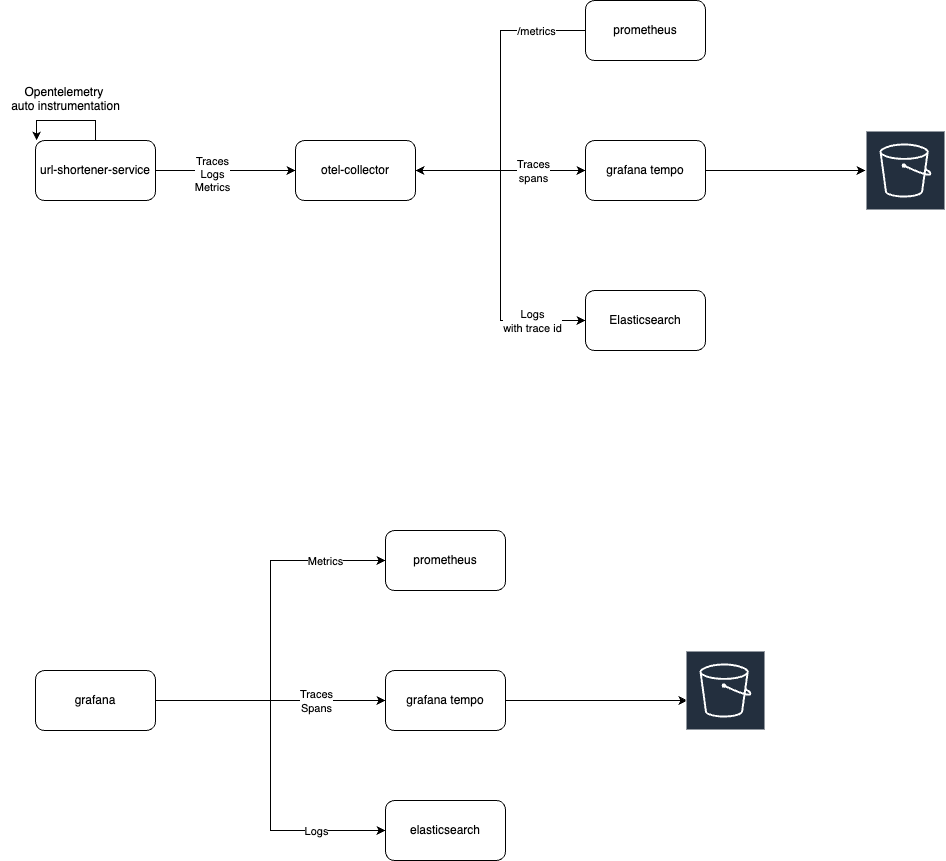 prometheus
/metrics
Opentelemetry
auto instrumentation
url-shortener-service
Traces
Logs
Metrics
otel-collector
Traces
spans
grafana tempo
Logs
with trace id
Elasticsearch
prometheus
Metrics
grafana
Traces
Spans
grafana tempo
Logs
elasticsearch